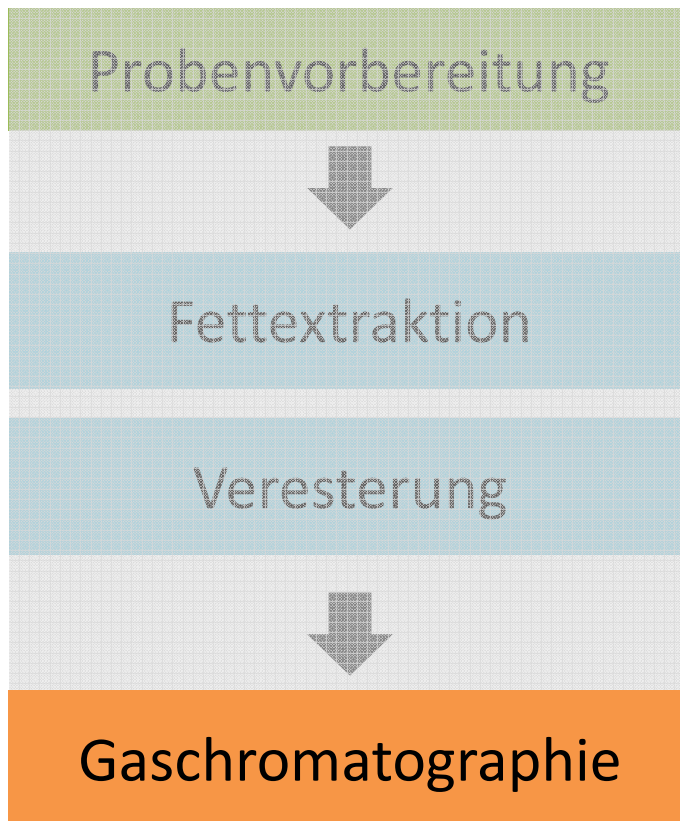 Probenvorbereitung
Fettextraktion
Veresterung
Gaschromatographie